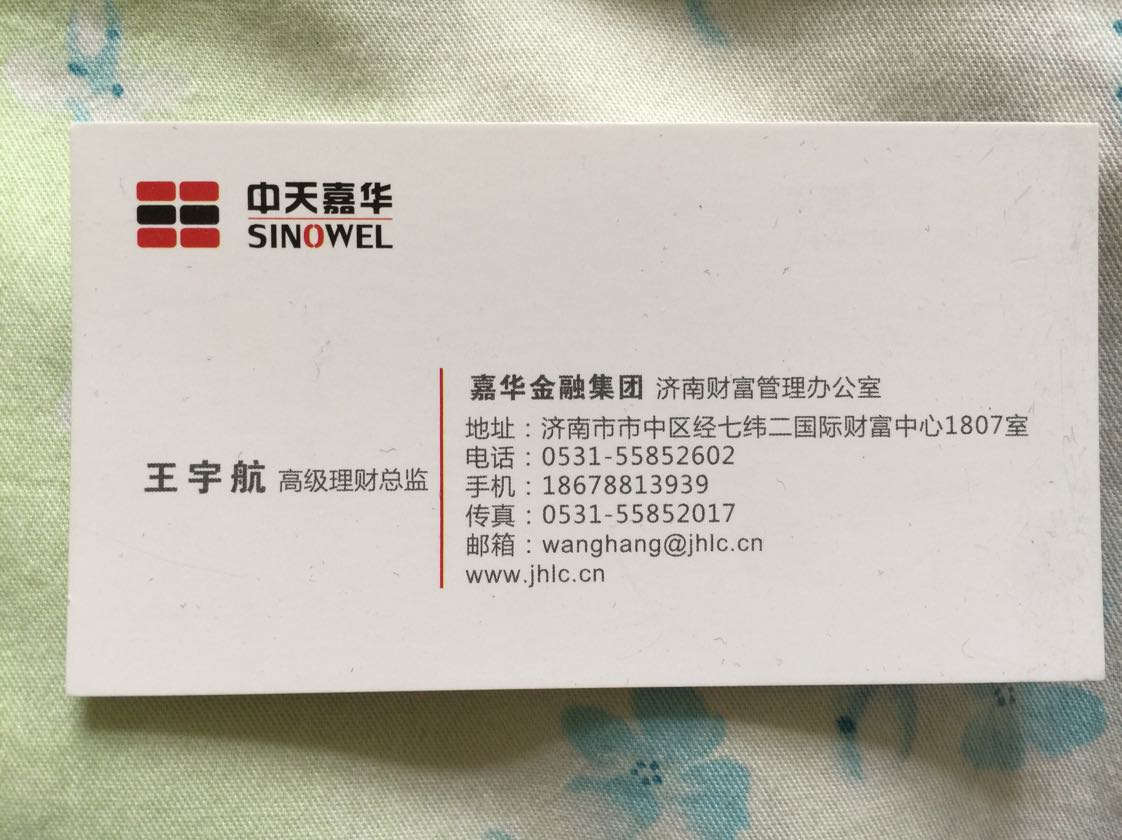 中天嘉华
SINOWEL
王宇航 高级理财总监
嘉华金融集团 济南财富管理办公室
地址：济南市市中区经七纬二国际财富中心1807室
电话：0531-55852602
手机：18678813939
传真：0531-55852017
邮箱：wanghang@jhlc.cn
www.jhlc.cn